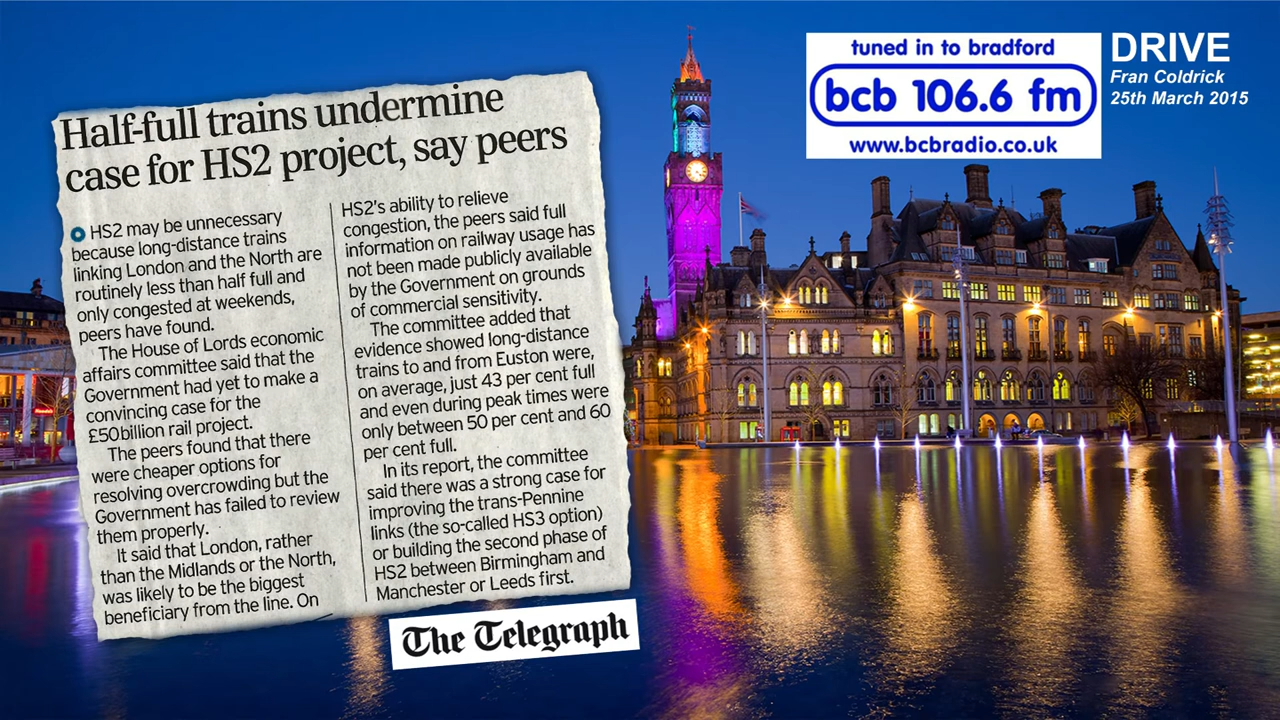 Half-full trains undermine
case for HS2 project, say peers
HS2 may be unnecessary
because long-distance trains
linking London and the North are
routinely less than half full and
only congested at weekends,
peers have found.
The House of Lords economic
affairs committee said that the
Government had yet to make a
convincing case for the
£50billion rail project.
The peers found that there
were cheaper options for
resolving overcrowding but the
Government has failed to review
them properly.
It said that London, rather
than the Midlands or the North,
was likely to be the biggest
beneficiary from the line. On
HS2's ability to relieve
congestion, the peers said full
information on railway usage has
not been made publicly available
by the Government on grounds
of commercial sensitivity.
The committee added that
evidence showed long-distance
trains to and from Euston were,
on average, just 43 per cent full
and even during peak times were
only between 50 per cent and 60
per cent full.
In its report, the committee
said there was a strong case for
improving the trans-Pennine
links (the so-called HS3 option)
or building the second phase of
HS2 between Birmingham and
Manchester or Leeds first.
The Telegraph
tuned in to bradford
bcb 106.6 fm
www.bcbradio.co.uk
DRIVE
Fran Coldrick
25th March 2015